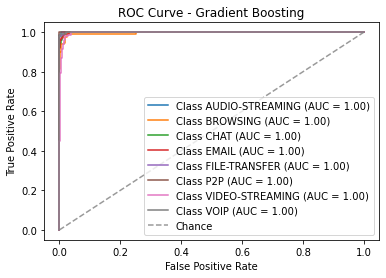 ROC Curve - Gradient Boosting
True Positive Rate
1.0
0.8
0.6
0.4
0.2
0.0
Class AUDIO-STREAMING (AUC = 1.00)
Class BROWSING (AUC = 1.00)
Class CHAT (AUC = 1.00)
Class EMAIL (AUC = 1.00)
Class FILE-TRANSFER (AUC = 1.00)
Class P2P (AUC = 1.00)
Class VIDEO-STREAMING (AUC = 1.00)
Class VOIP (AUC = 1.00)
Chance
0.0 0.2 0.4 0.6 0.8 1.0
False Positive Rate